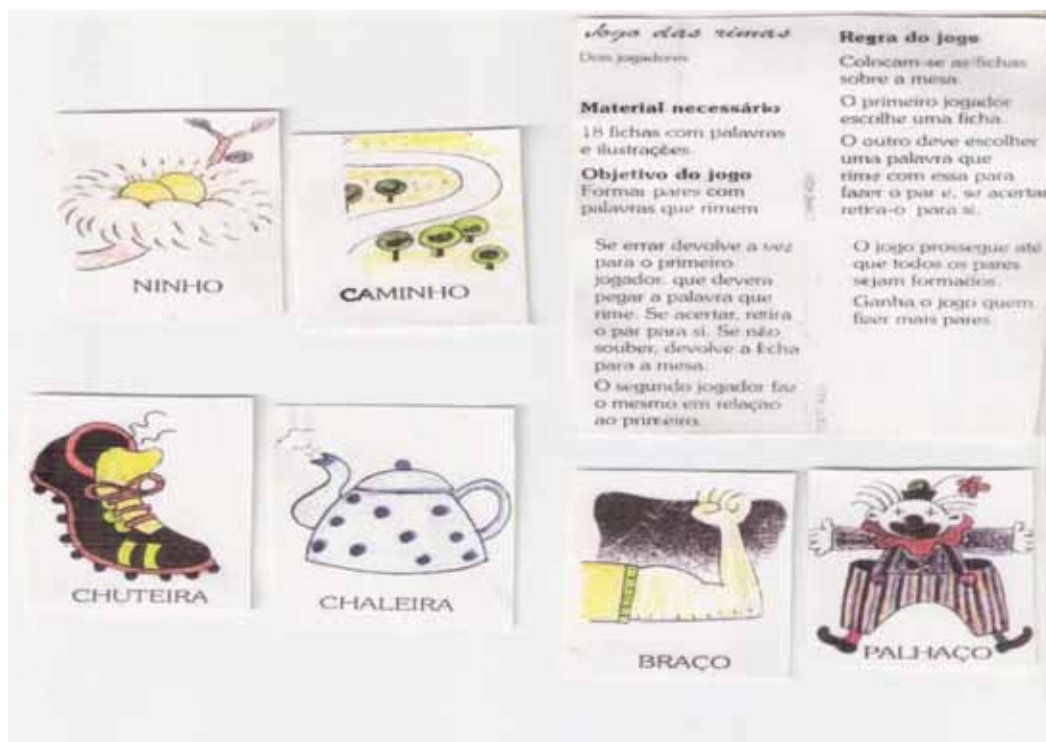 Jogo das rimas
Dois jogadores
Material necessário
18 fichas com palavras
e ilustrações
Objetivo do jogo
Formar pares com
palavras que rimem
Se errar devolve a vez
para o primeiro
jogador, que deverá
pegar a palavra que
rime. Se acertar, retira
o par para si. Se não
souber, devolve a ficha
para a mesa.
O segundo jogador faz
o mesmo em relação
ao primeiro.
Regra do jogo
Colocam-se as fichas
sobre a mesa.
O primeiro jogador
escolhe uma ficha.
O outro deve escolher
uma palavra que
rime com essa para
fazer o par e, se acertar
retira-o para si.
O jogo prossegue até
que todos os pares
sejam formados.
Ganha o jogo quem
fizer mais pares.
NINHO
CAMINHO
CHUTEIRA
CHALEIRA
BRAÇO
PALHAÇO